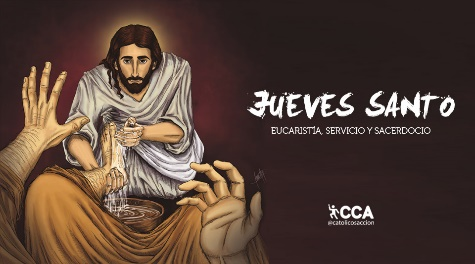 JUEVES SANTO
EUCARISTÍA, SERVICIO Y SACERDOCIO
CCA
@catolicosaccion